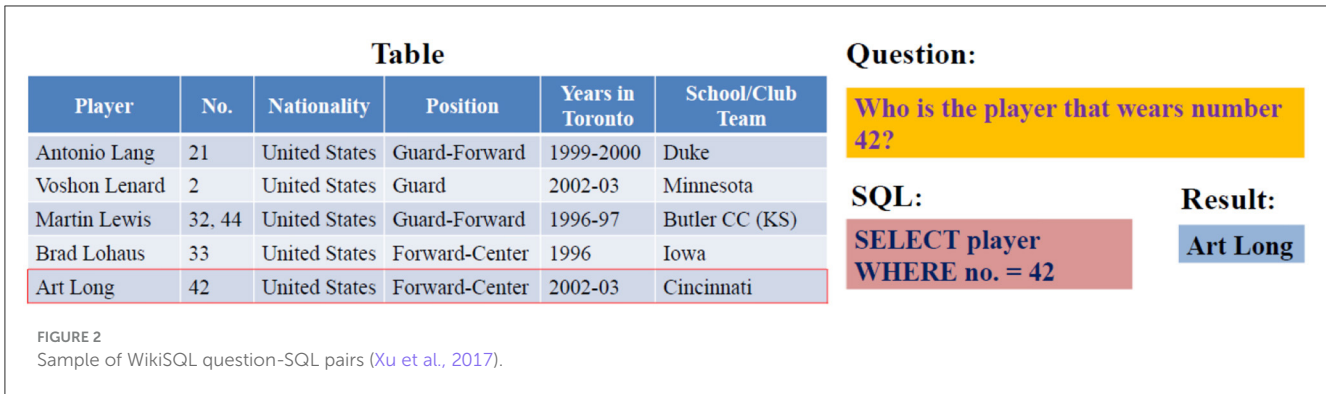 Table
Player No. Nationality Position Years in Toronto School/Club Team
Antonio Lang 21 United States Guard-Forward 1999-2000 Duke
Voshon Lenard 2 United States Guard 2002-03 Minnesota
Martin Lewis 32, 44 United States Guard-Forward 1996-97 Butler CC (KS)
Brad Lohaus 33 United States Forward-Center 1996 Iowa
Art Long 42 United States Forward-Center 2002-03 Cincinnati
Question:
Who is the player that wears number
42?
SQL:
SELECT player
WHERE no. = 42
Result:
Art Long
FIGURE 2
Sample of WikiSQL question-SQL pairs (Xu et al., 2017).